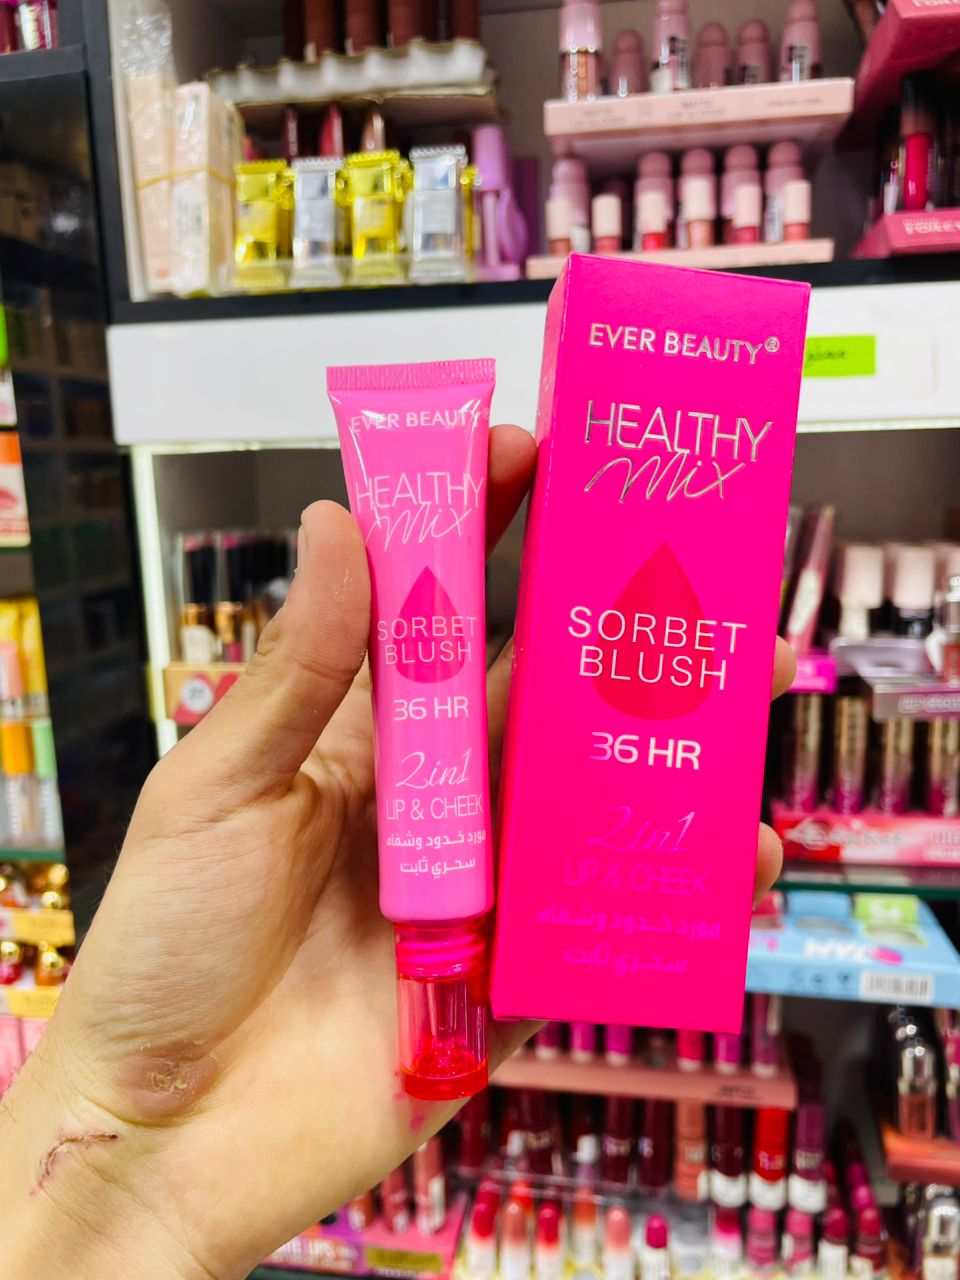 EVER BEAUTY®
HEALTHY
Mix
SORBET
BLUSH
36 HR
2in1
LIP & CHEEK
مورد خدود وشفاه
سحري ثابت
EVER BEAUTY®
HEALTHY
Mix
SORBET
BLUSH
36 HR
2in1
LIP & CHEEK
مورد خدود وشفاه
سحري ثابت